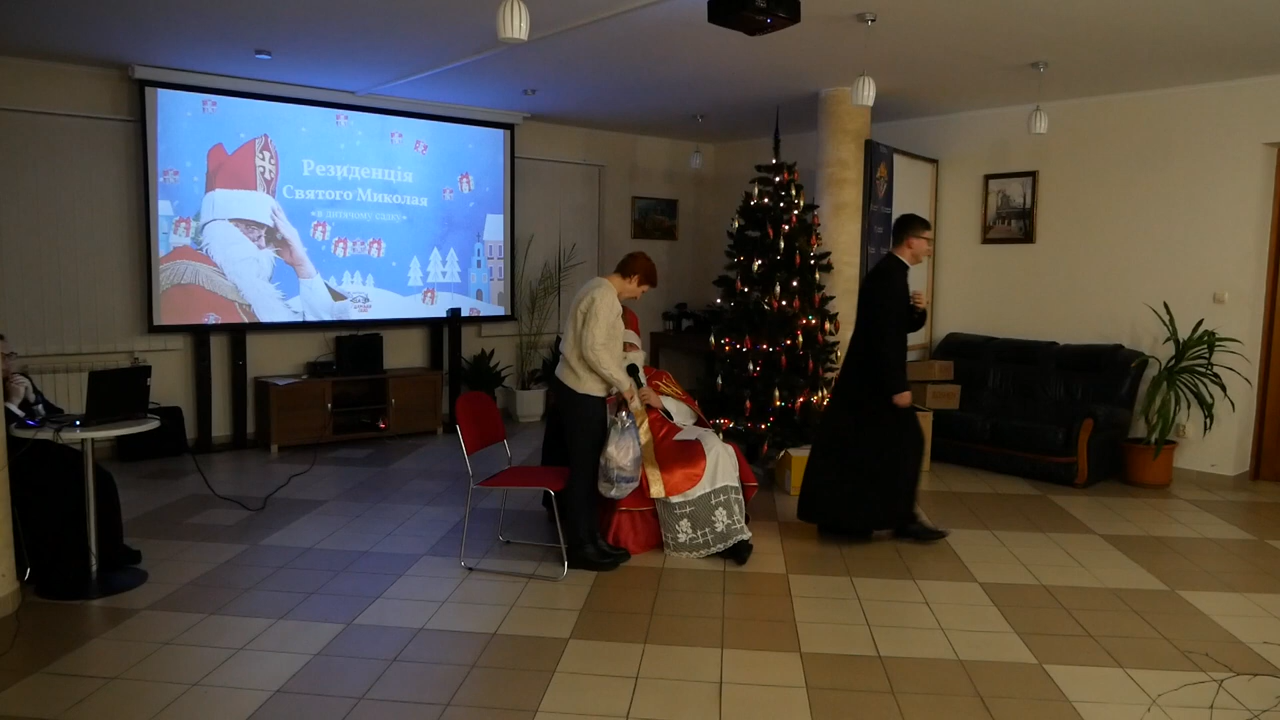 Резиденція
Святого Миколая
в дитячому садку